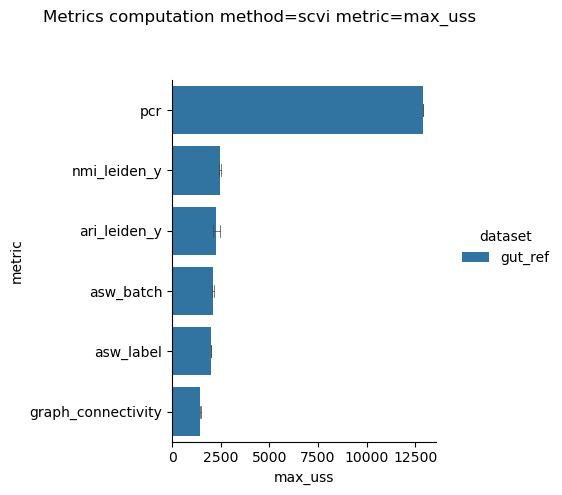 Metrics computation method=scvi metric=max_uss
pcr
nmi_leiden_y
ari_leiden_y
asw_batch
asw_label
graph_connectivity
metric
0 2500 5000 7500 10000 12500
max_uss
dataset
gut_ref